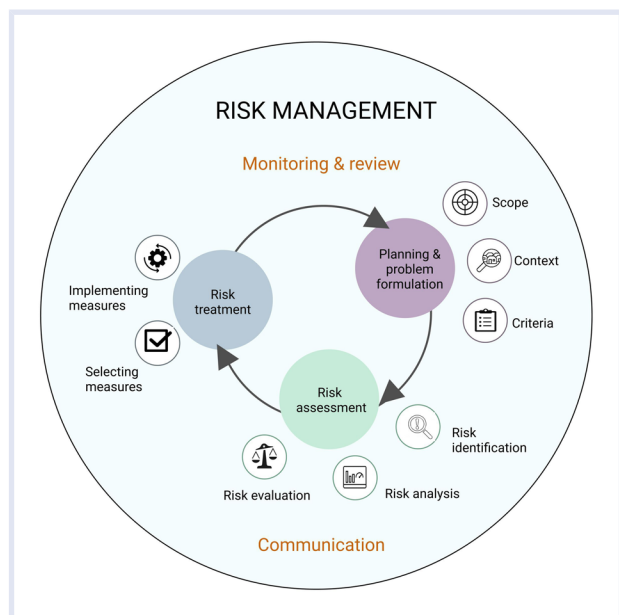 RISK MANAGEMENT
Monitoring & review
Scope
Planning &
problem
formulation
Context
Implementing
measures
Risk
treatment
Criteria
Selecting
measures
Risk
assessment
Risk
identification
Risk evaluation
Risk analysis
Communication